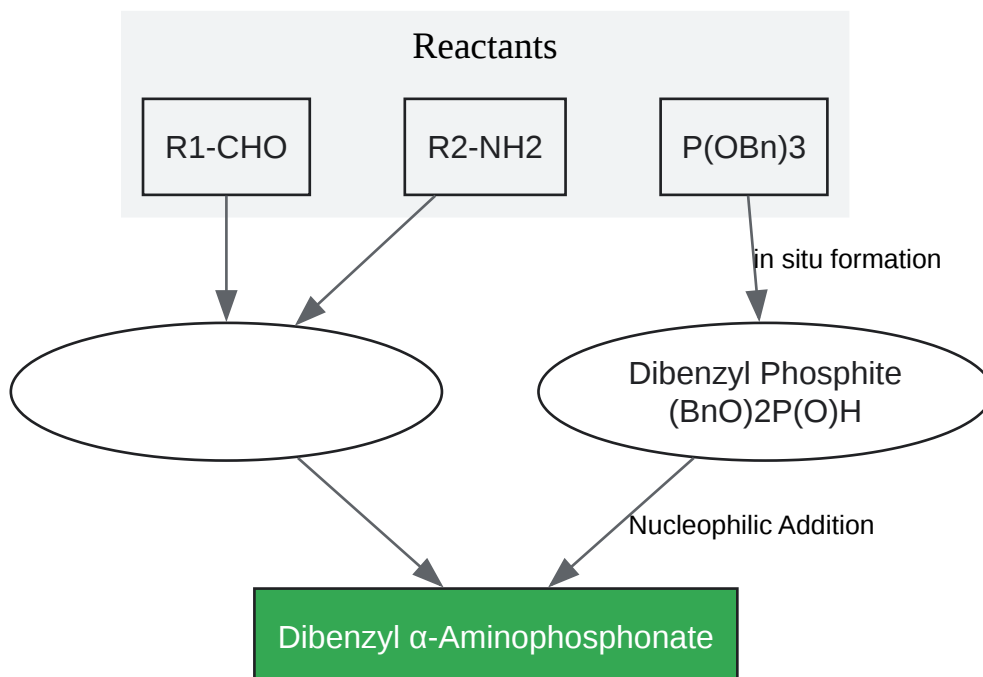 Reactants
R1-CHO
R2-NH2
P(OBn)3
in situ formation
Dibenzyl Phosphite
(BnO)2P(O)H
Nucleophilic Addition
Dibenzyl α-Aminophosphonate